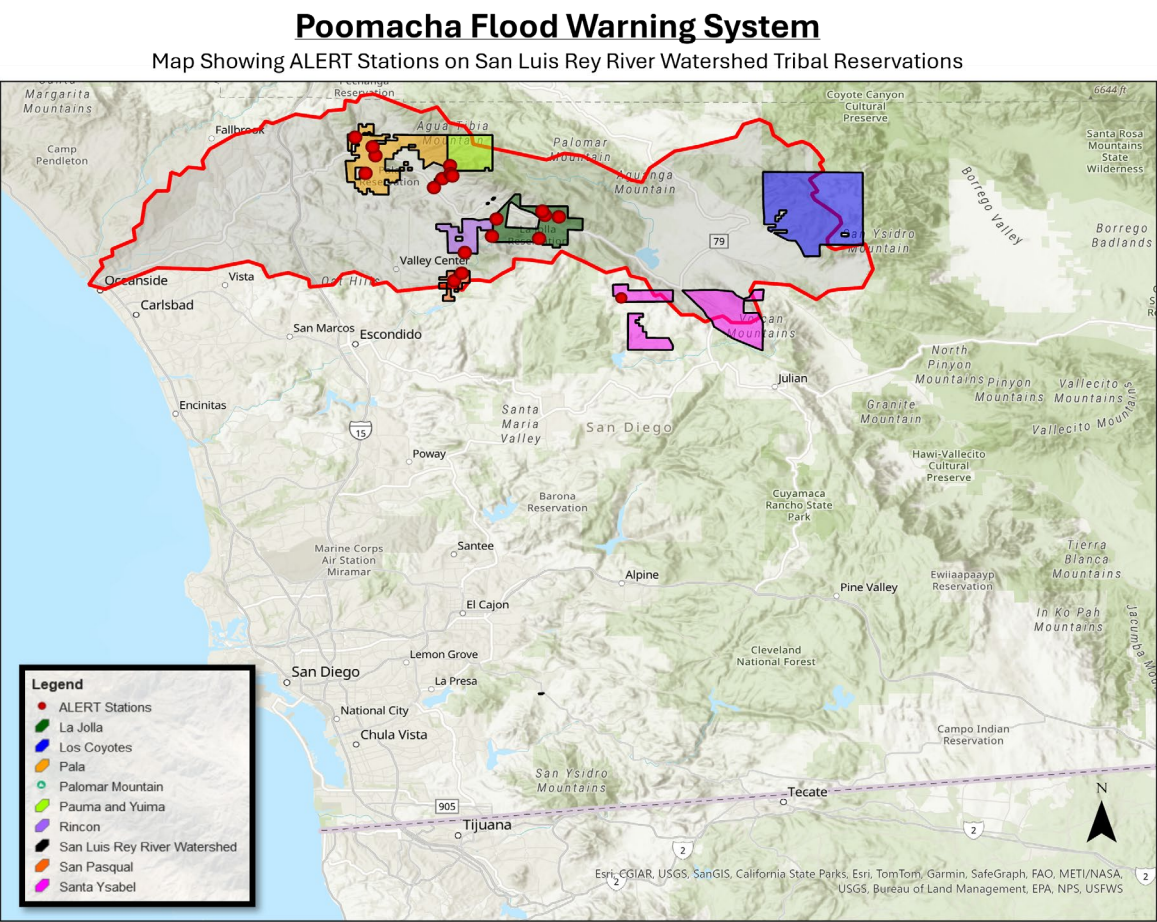 Poomacha Flood Warning System
Map Showing ALERT Stations on San Luis Rey River Watershed Tribal Reservations
Margarita
Mountains
Reservation
Coyote Canyon
Cultural
Preserve
6644 ft
Fallbrook
Agua Tibia
Mountain
Camp
Pendleton
Palomar
Mountain
Santa Rosa
Mountains
State
Wilderness
Reservation
Aguanga
Mountain
Borrego Valley
La Jolla
Reservation
79
San Ysidro
Mountain
Borrego
Badlands
Valley Center
Oceanside
Vista
Oat Hills
Carlsbad
San Marcos
Escondido
Volcan
Mountains
North
Pinyon
Mountains
Pinyon
Mountains
Vallecito
Mountains
Vallecito Mountains
Julian
Encinitas
Santa
Maria
Valley
San Diego
Granite
Mountain
15
Poway
Hawi-Vallecito
Cultural
Preserve
Barona
Reservation
Cuyamaca
Rancho State
Park
Marine Corps
Air Station
Miramar
Santee
Tierra
Blanca
Mountains
Alpine
Pine Valley
Ewiiaapaayp
Reservation
El Cajon
In Ko Pah
Mountains
Lemon Grove
Cleveland
National Forest
San Diego
La Presa
National City
Chula Vista
Campo Indian
Reservation
San Ysidro
Mountains
905
Tecate
Tijuana
2
2
2
2
N
Legend
ALERT Stations
La Jolla
Los Coyotes
Pala
Palomar Mountain
Pauma and Yuima
Rincon
San Luis Rey River Watershed
San Pasqual
Santa Ysabel
Esri, CGIAR, USGS, SanGIS, California State Parks, Esri, TomTom, Garmin, SafeGraph, FAO, METI/NASA,
USGS, Bureau of Land Management, EPA, NPS, USFWS